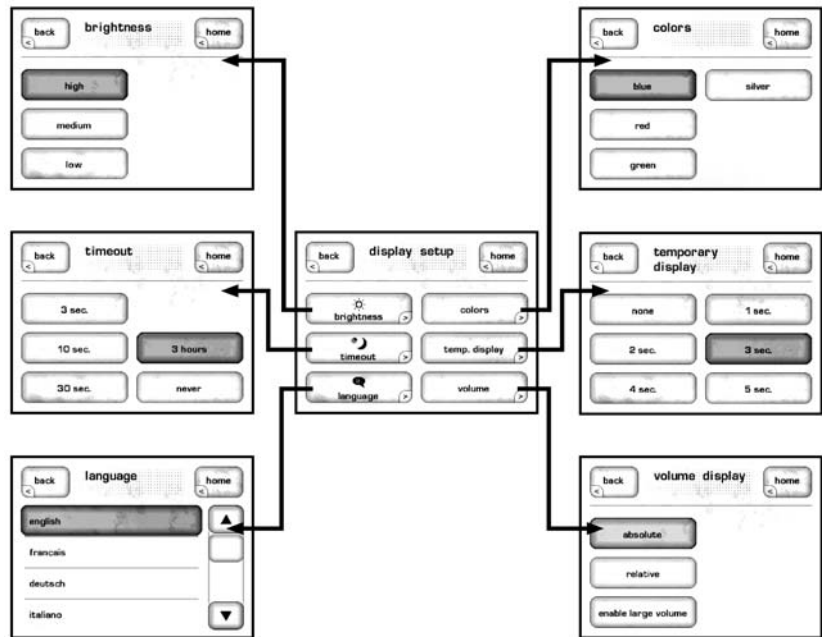 back brightness home
<
<
high
medium
low
back colors home
<
<
blue silver
red
green
back timeout home
<
<
3 sec.
10 sec. 3 hours
30 sec. never
back display setup home
<
<
brightness > colors >
timeout > temp. display >
language > volume >
back temporary home
< display <
none 1 sec.
2 sec. 3 sec.
4 sec. 5 sec.
back language home
<
<
english
francais
deutsch
italiano
back volume display home
<
<
absolute
relative
enable large volume